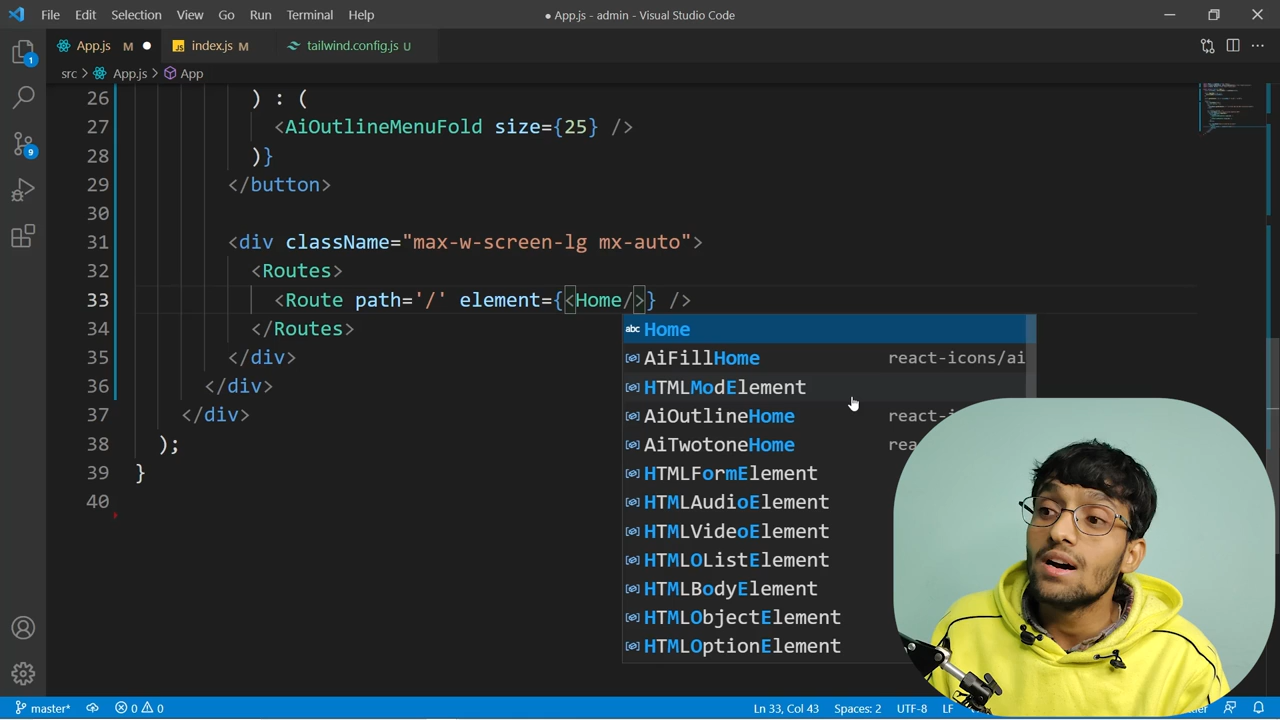 File Edit Selection View Go Run Terminal Help
● App.js - admin - Visual Studio Code
App.js M ●
index.js M
tailwind.config.js U
src > App.js > App
26 ) : (
27 <AiOutlineMenuFold size={25} />
28 )}
29 </button>
30
31 <div className="max-w-screen-lg mx-auto">
32 <Routes>
33 <Route path='/' element={<Home/>} />
34 </Routes>
35 </div>
36 </div>
37 </div>
38 );
39 }
40
abc Home
AiFillHome react-icons/ai
HTMLModElement
AiOutlineHome
AiTwotoneHome
HTMLFormElement
HTMLAudioElement
HTMLVideoElement
HTMLOListElement
HTMLBodyElement
HTMLObjectElement
HTMLOptionElement
1
9
master* 0 0 Ln 33, Col 43 Spaces: 2 UTF-8 LF